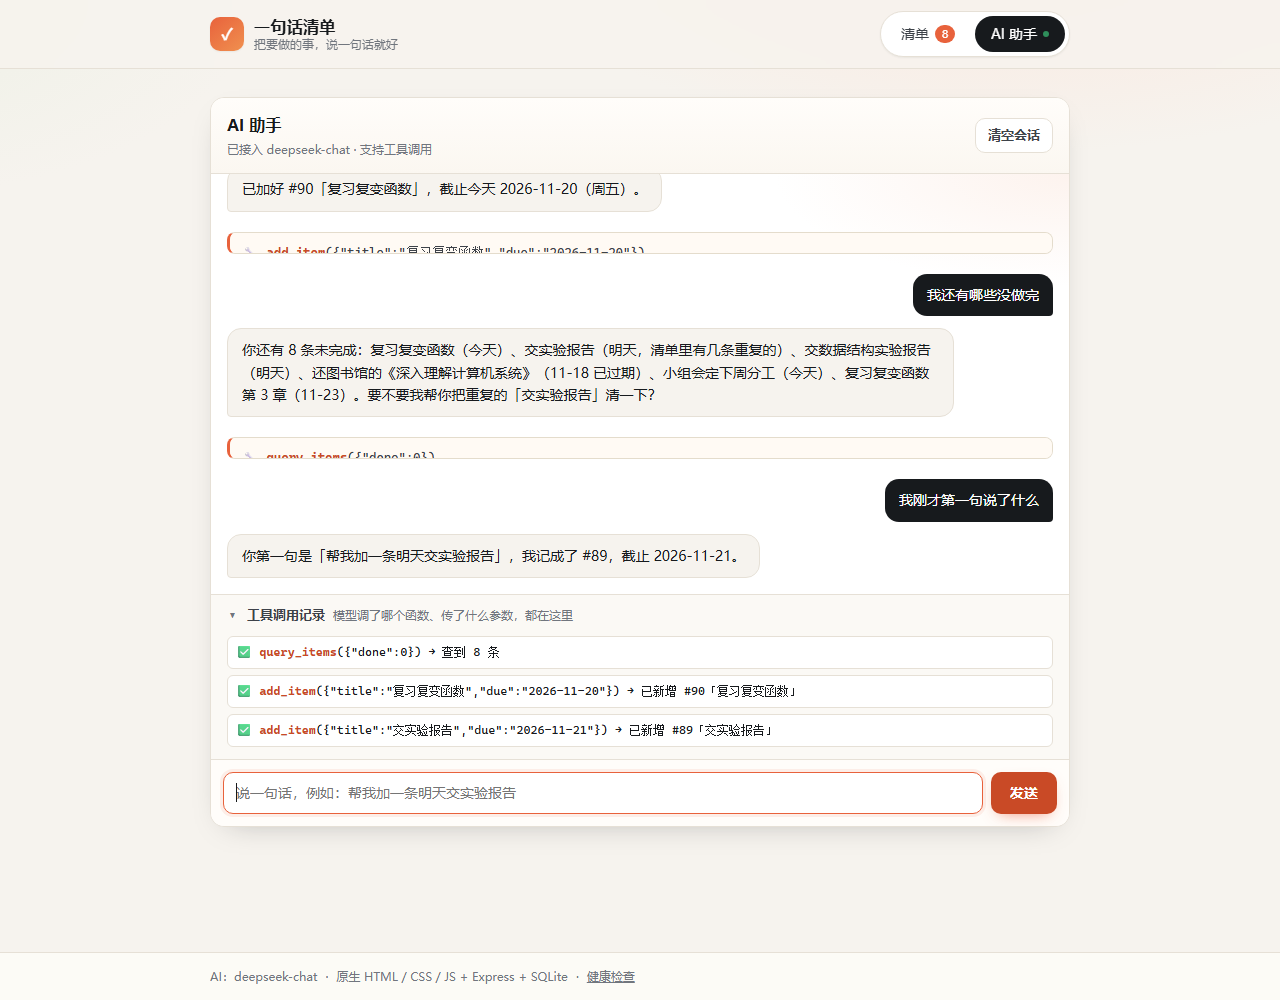 一句话清单
把要做的事，说一句话就好
清单 8
AI 助手
AI 助手
已接入 deepseek-chat · 支持工具调用
清空会话
已加好 #90「复习复变函数」，截止今天 2026-11-20（周五）。
add_item({"title":"复习复变函数","due":"2026-11-20"})
我还有哪些没做完
你还有 8 条未完成：复习复变函数（今天）、交实验报告（明天，清单里有几条重复的）、交数据结构实验报告
（明天）、还图书馆的《深入理解计算机系统》（11-18 已过期）、小组会定下周分工（今天）、复习复变函数
第 3 章（11-23）。要不要我帮你把重复的「交实验报告」清一下？
query_items({"done":0})
我刚才第一句说了什么
你第一句是「帮我加一条明天交实验报告」，我记成了 #89，截止 2026-11-21。
▼ 工具调用记录 模型调了哪个函数、传了什么参数，都在这里
✅ query_items({"done":0}) → 查到 8 条
✅ add_item({"title":"复习复变函数","due":"2026-11-20"}) → 已新增 #90「复习复变函数」
✅ add_item({"title":"交实验报告","due":"2026-11-21"}) → 已新增 #89「交实验报告」
说一句话，例如：帮我加一条明天交实验报告
发送
AI：deepseek-chat · 原生 HTML / CSS / JS + Express + SQLite · 健康检查